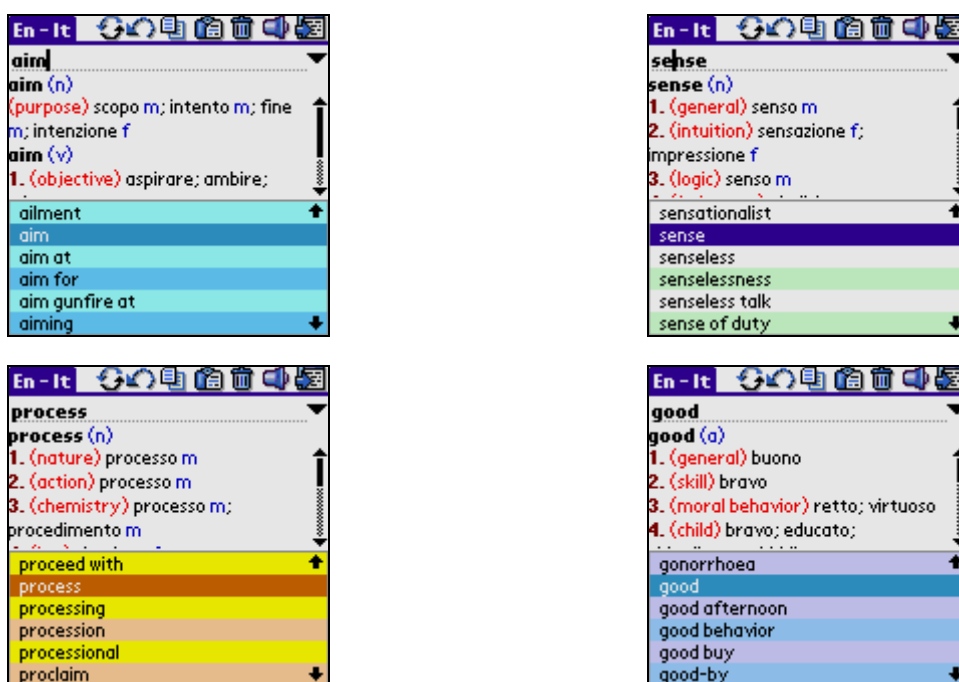 En - It
aim
aim (n)
(purpose) scopo m; intento m; fine
m; intenzione f
aim (v)
1. (objective) aspirare; ambire;
ailment
aim
aim at
aim for
aim gunfire at
aiming
En - It
sense
sense (n)
1. (general) senso m
2. (intuition) sensazione f;
impressione f
3. (logic) senso m
sensationalist
sense
senseless
senselessness
senseless talk
sense of duty
En - It
process
process (n)
1. (nature) processo m
2. (action) processo m
3. (chemistry) processo m;
procedimento m
proceed with
process
processing
procession
processional
proclaim
En - It
good
good (a)
1. (general) buono
2. (skill) bravo
3. (moral behavior) retto; virtuoso
4. (child) bravo; educato;
gonorrhoea
good
good afternoon
good behavior
good buy
good-by